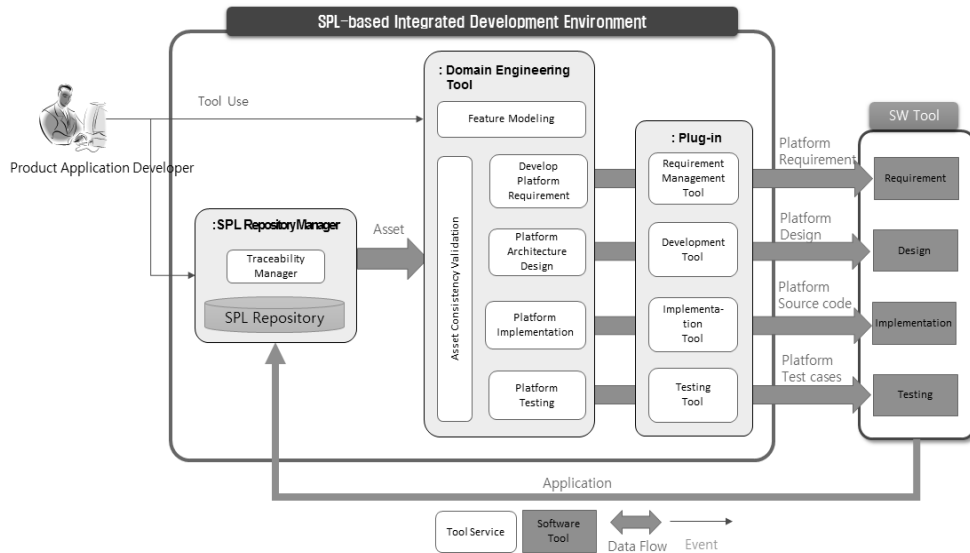 SPL-based Integrated Development Environment
: Domain Engineering
Tool
Tool Use
Feature Modeling
SW Tool
: Plug-in
Platform
Requirement
Product Application Developer
Develop
Platform
Requirement
Requirement
Management
Tool
Requirement
: SPL Repository Manager
Asset
Traceability
Manager
SPL Repository
Asset Consistency Validation
Platform
Architecture
Design
Development
Tool
Platform
Design
Design
Platform
Implementation
Implementa-
tion
Tool
Platform
Source code
Implementation
Platform
Testing
Testing
Tool
Platform
Test cases
Testing
Application
Tool Service
Software
Tool
Data Flow
Event